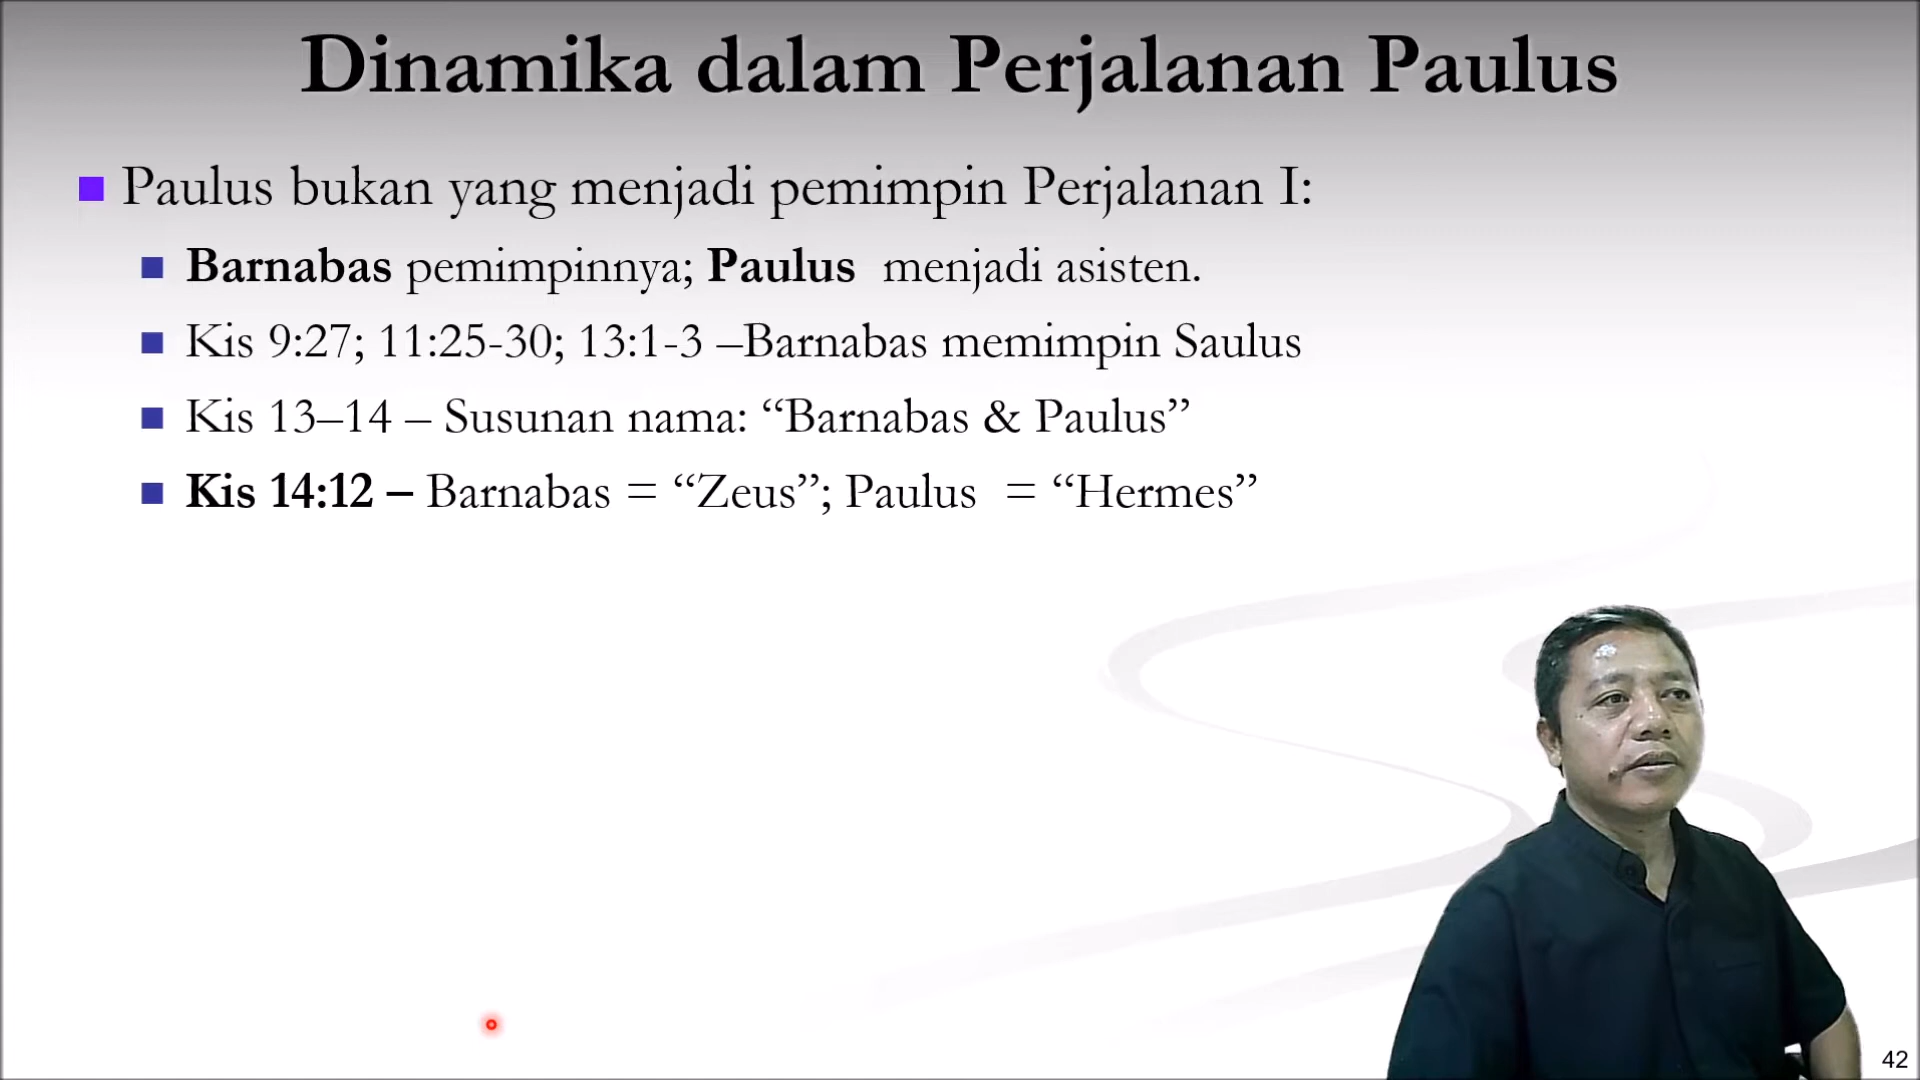 Dinamika dalam Perjalanan Paulus
Paulus bukan yang menjadi pemimpin Perjalanan I:
Barnabas pemimpinnya; Paulus menjadi asisten.
Kis 9:27; 11:25-30; 13:1-3 –Barnabas memimpin Saulus
Kis 13–14 – Susunan nama: “Barnabas & Paulus”
Kis 14:12 – Barnabas = “Zeus”; Paulus = “Hermes”
42